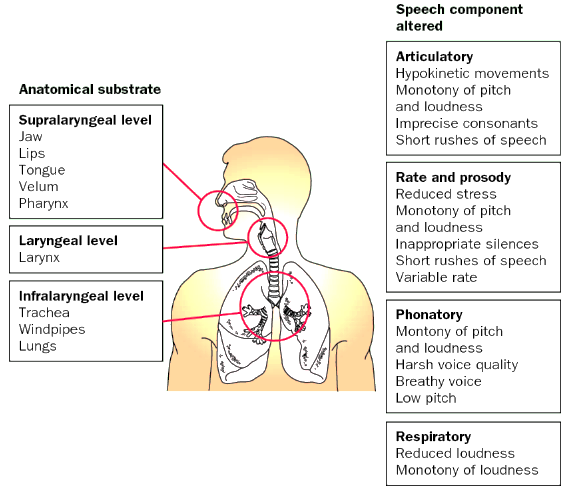 Anatomical substrate
Supralaryngeal level
Jaw
Lips
Tongue
Velum
Pharynx
Laryngeal level
Larynx
Infralaryngeal level
Trachea
Windpipes
Lungs
Speech component
altered
Articulatory
Hypokinetic movements
Monotony of pitch
and loudness
Imprecise consonants
Short rushes of speech
Rate and prosody
Reduced stress
Monotony of pitch
and loudness
Inappropriate silences
Short rushes of speech
Variable rate
Phonatory
Montony of pitch
and loudness
Harsh voice quality
Breathy voice
Low pitch
Respiratory
Reduced loudness
Monotony of loudness